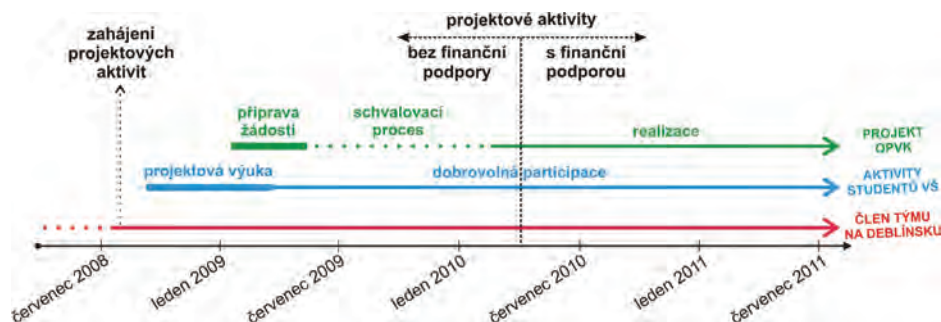 projektové aktivity
zahájení
projektových
aktivit
bez finanční
podpory
s finanční
podporou
příprava
žádosti
schvalovací
proces
realizace
PROJEKT
OPVK
projektová výuka
dobrovolná participace
AKTIVITY
STUDENTŮ VŠ
ČLEN TÝMU
NA DEBLÍNSKU
červenec 2008
leden 2009
červenec 2009
leden 2010
červenec 2010
leden 2011
červenec 2011